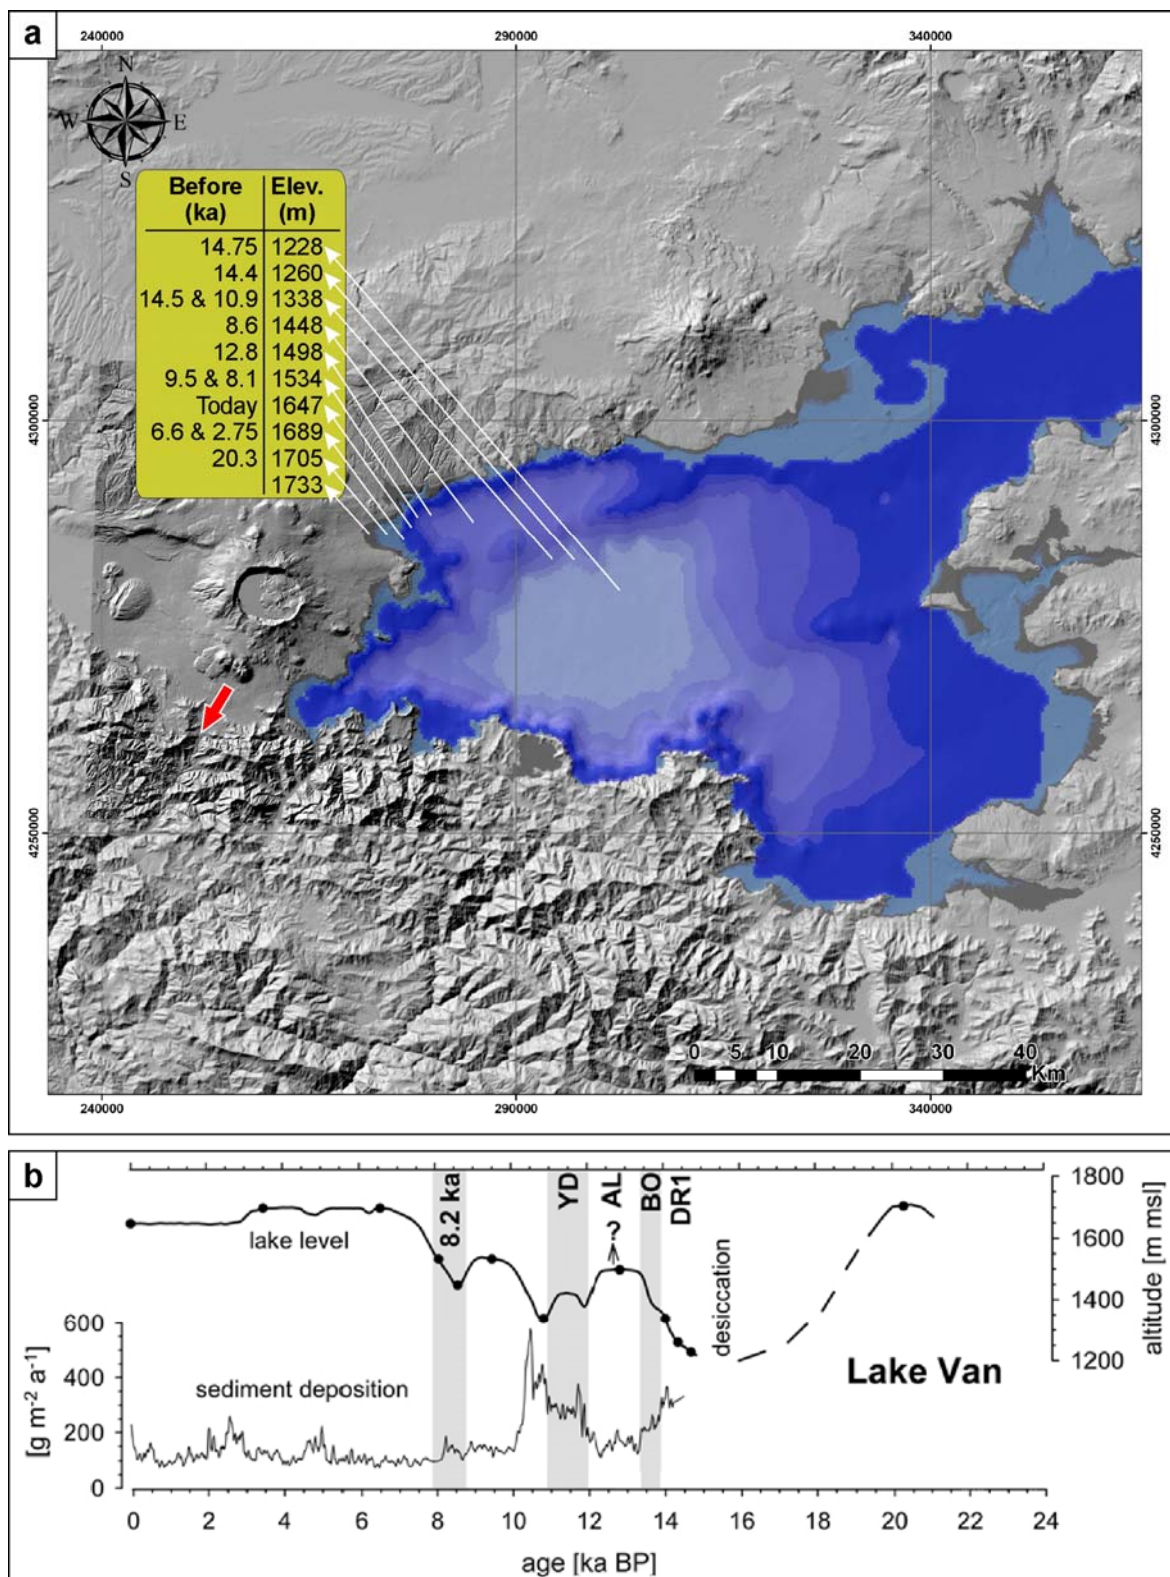 a
240000 290000 340000
N
W E
S
Before Elev.
(ka) (m)
14.75 1228
14.4 1260
14.5 & 10.9 1338
8.6 1448
12.8 1498
9.5 & 8.1 1534
Today 1647
6.6 & 2.75 1689
20.3 1705
1733
4300000 4300000
4250000 4250000
0 5 10 20 30 40
Km
240000 290000 340000
b
8.2 ka YD AL BO DR1
?
lake level
desiccation
1800
1600
1400
1200
altitude [m msl]
Lake Van
sediment deposition
600
400
200
0
[g m⁻² a⁻¹]
0 2 4 6 8 10 12 14 16 18 20 22 24
age [ka BP]